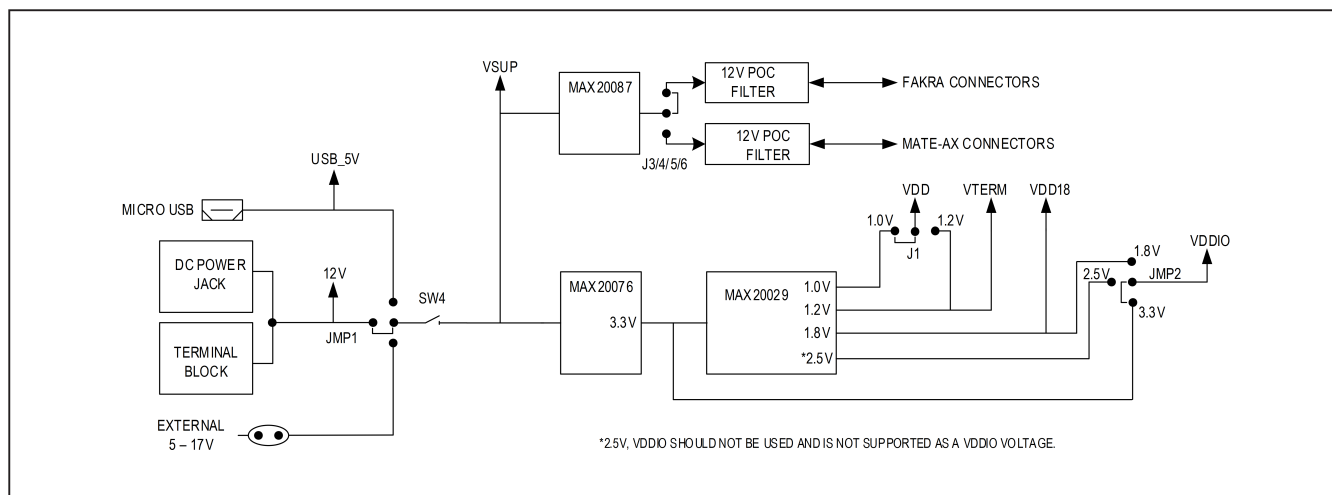 VSUP
MAX20087
12V POC
FILTER
FAKRA CONNECTORS
12V POC
FILTER
MATE-AX CONNECTORS
J3/4/5/6
USB_5V
MICRO USB
DC POWER
JACK
12V
TERMINAL
BLOCK
JMP1
SW4
EXTERNAL
5 – 17V
MAX20076
3.3V
MAX20029
1.0V
1.2V
1.8V
*2.5V
VDD
VTERM
VDD18
1.0V
1.2V
J1
1.8V
VDDIO
2.5V
JMP2
3.3V
*2.5V, VDDIO SHOULD NOT BE USED AND IS NOT SUPPORTED AS A VDDIO VOLTAGE.